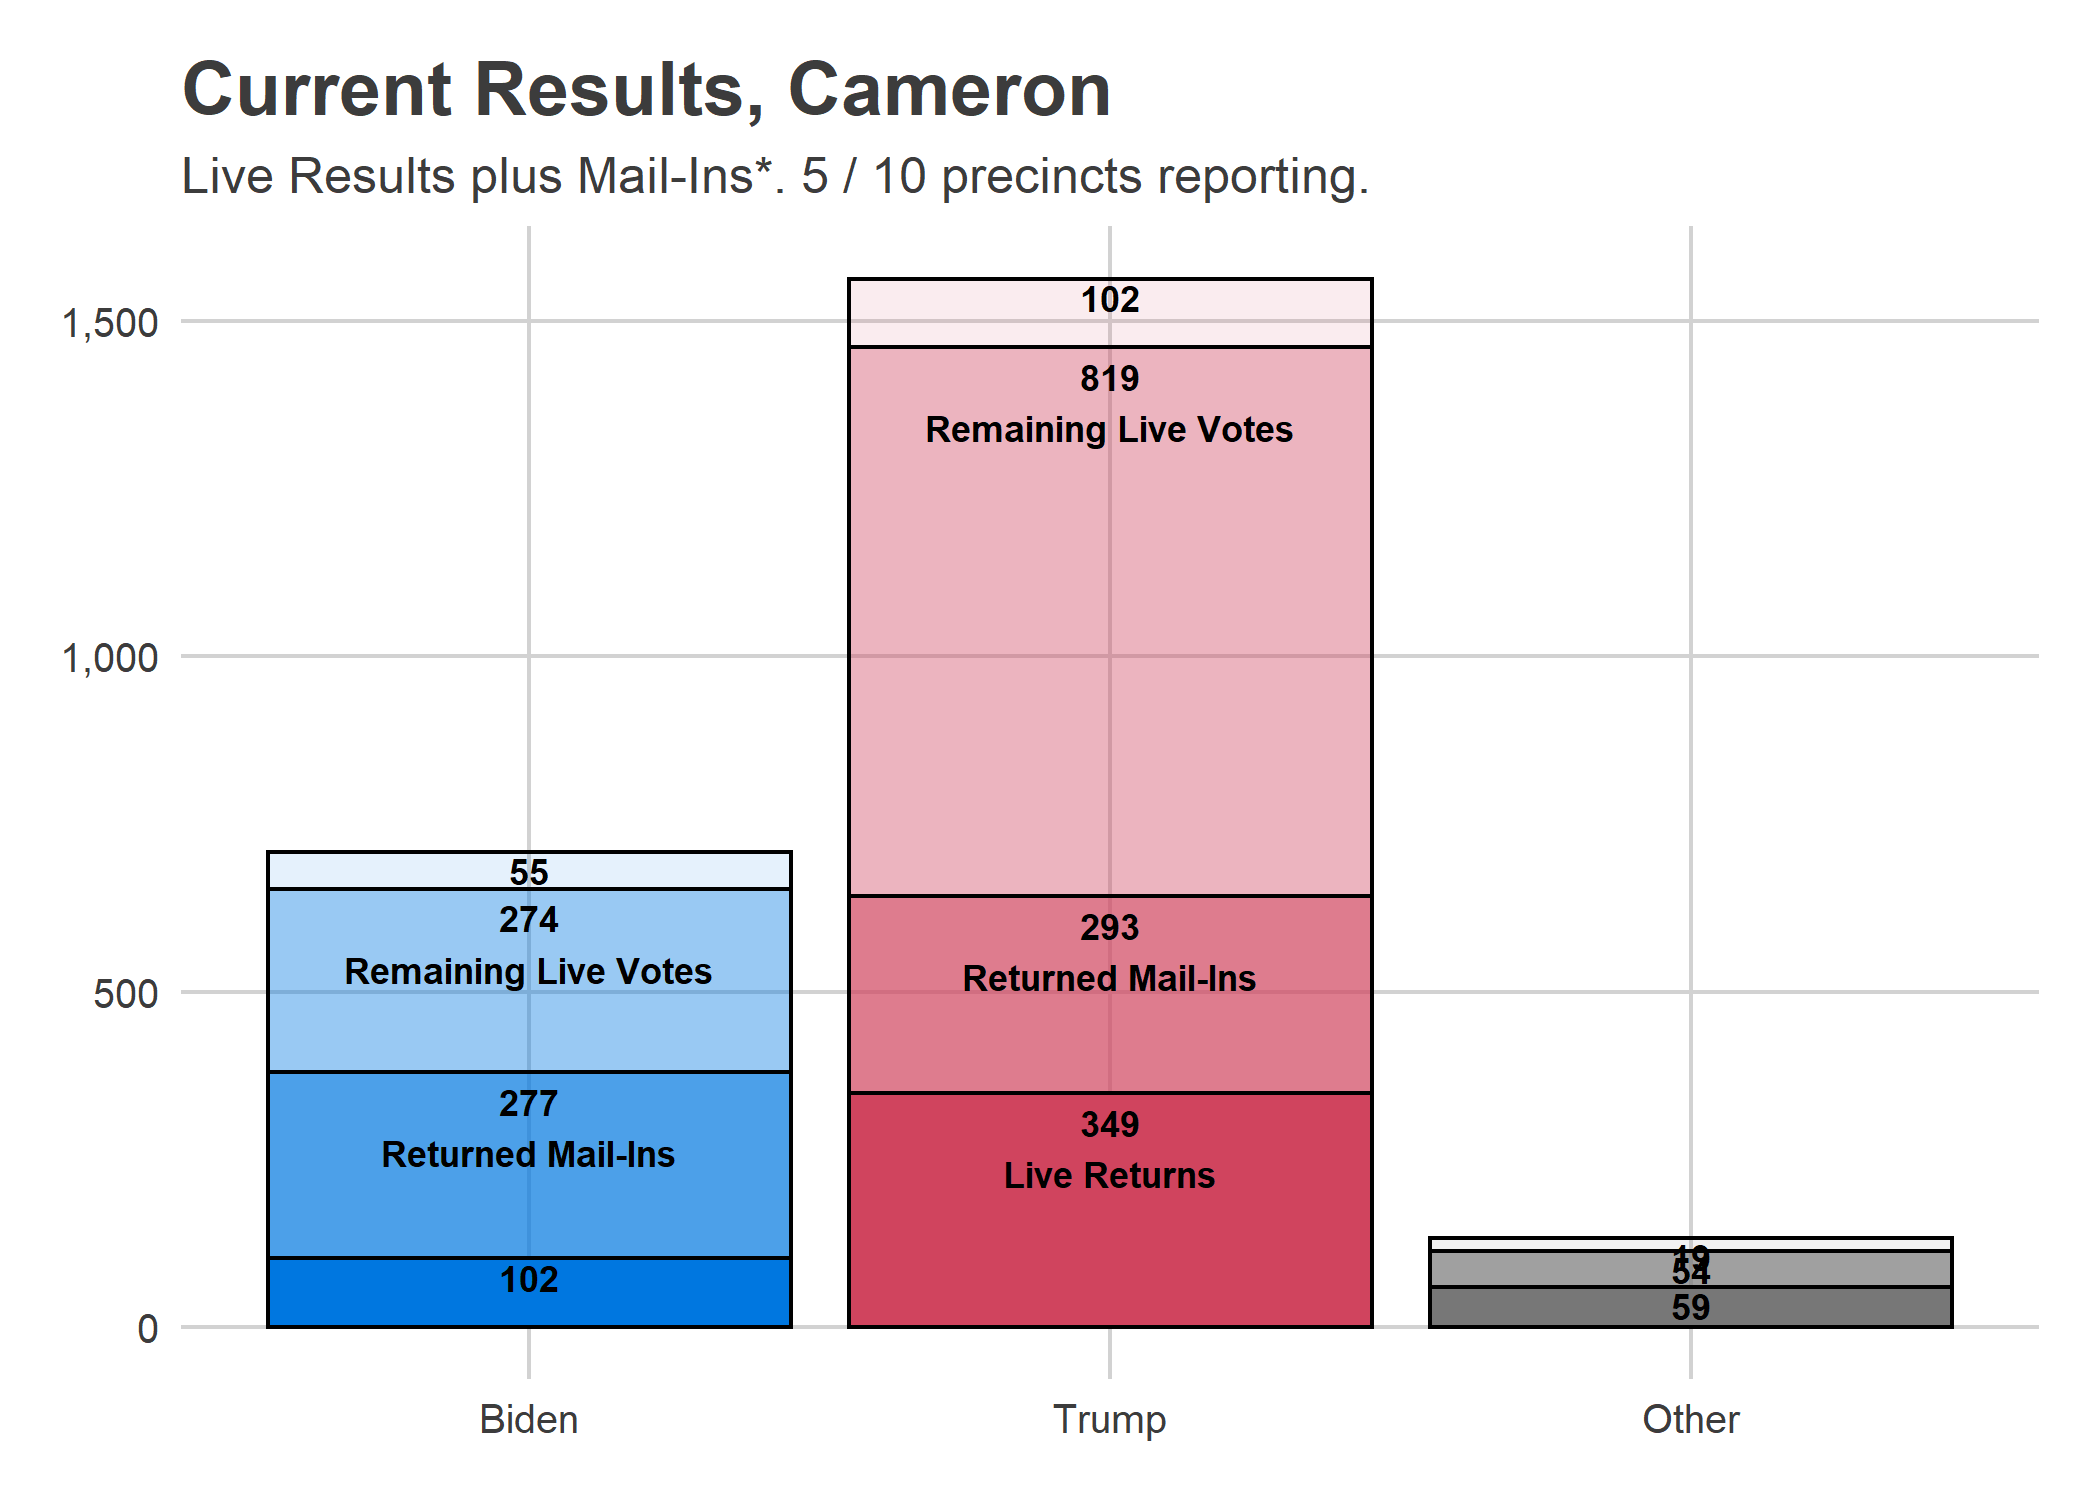 Current Results, Cameron
Live Results plus Mail-Ins*. 5 / 10 precincts reporting.
1,500
1,000
500
0
55
274
Remaining Live Votes
277
Returned Mail-Ins
102
102
819
Remaining Live Votes
293
Returned Mail-Ins
349
Live Returns
19
54
59
Biden
Trump
Other